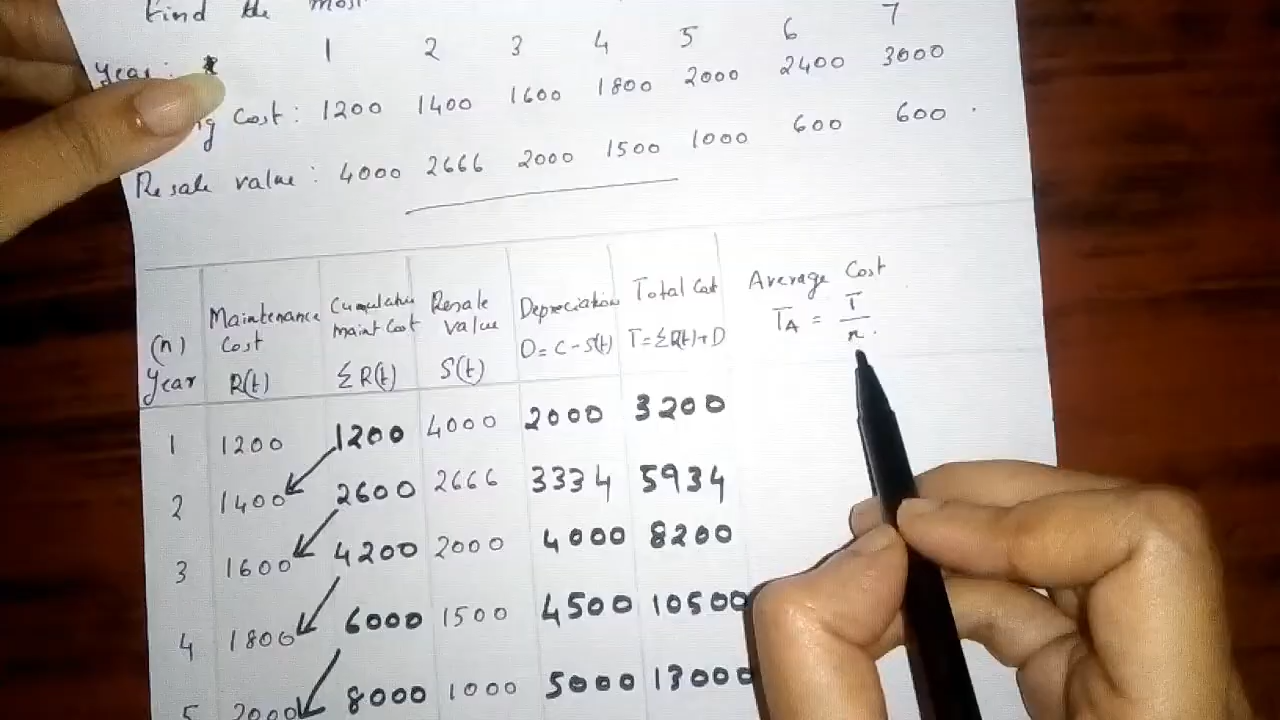 Find the most
Year: 1 2 3 4 5 6 7
Cost: 1200 1400 1600 1800 2000 2400 3000
Resale value: 4000 2666 2000 1500 1000 600 600.
(n) Year
Maintenance Cost R(t)
Cumulative maint Cost ΣR(t)
Resale value S(t)
Depreciation D = C - S(t)
Total Cost T = ΣR(t) + D
Average Cost T_A = T/n.
1 1200 1200 4000 2000 3200
2 1400 2600 2666 3334 5934
3 1600 4200 2000 4000 8200
4 1800 6000 1500 4500 10500
5 2000 8000 1000 5000 13000